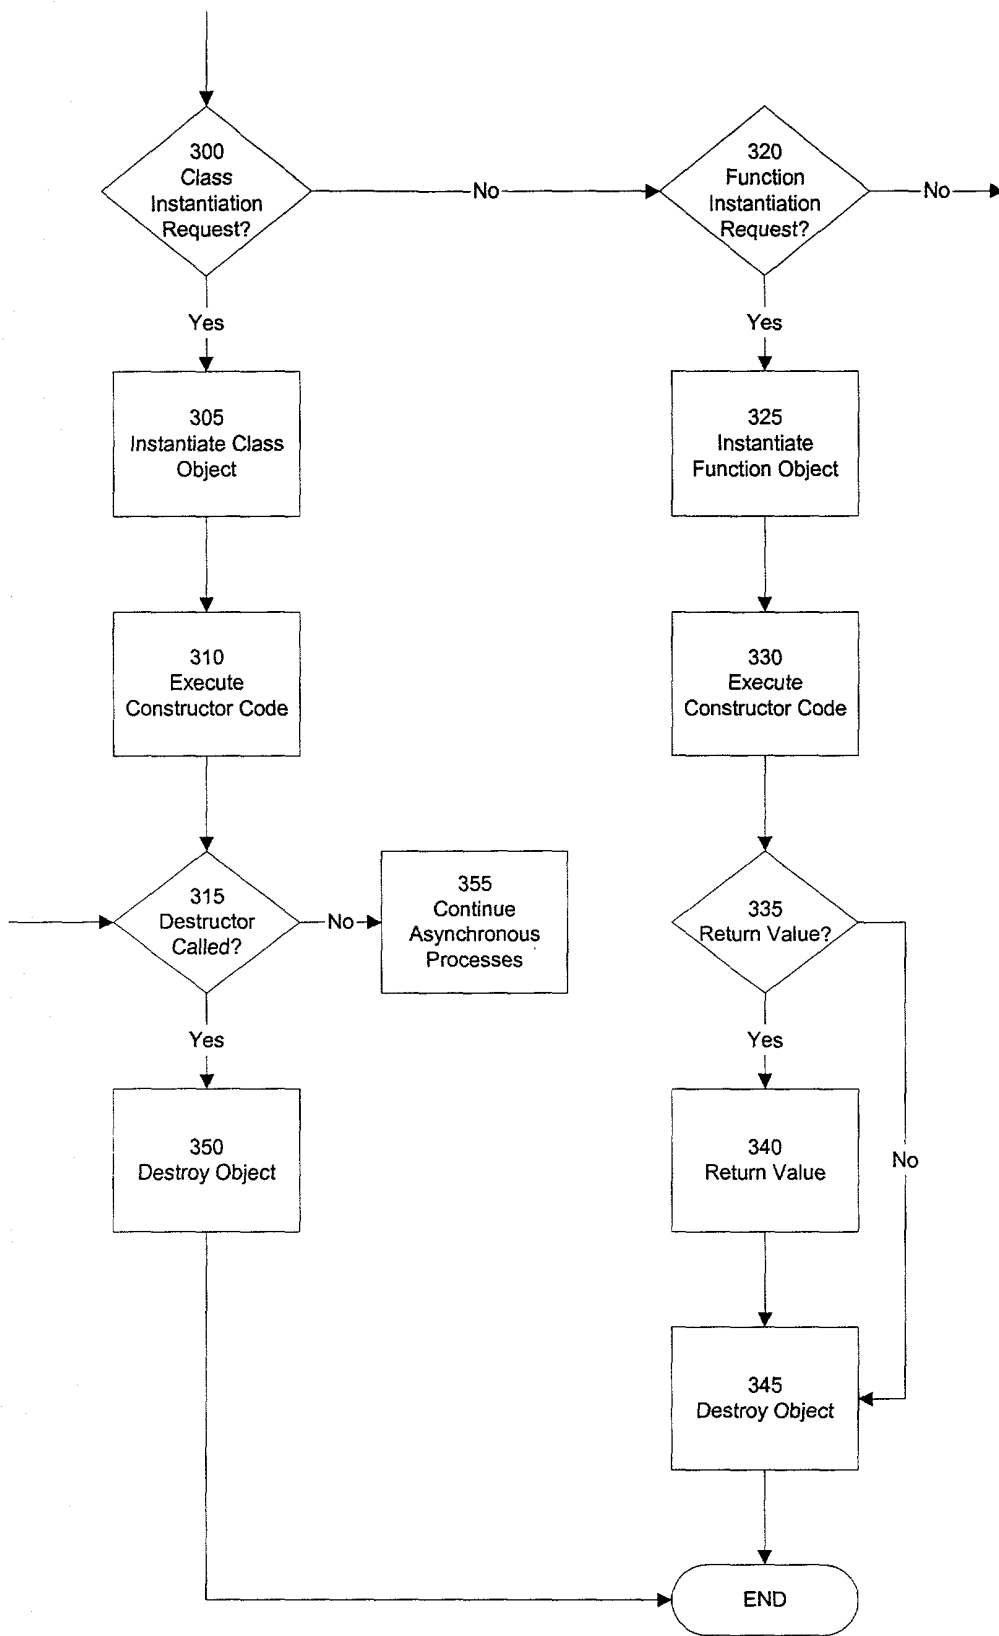 300
Class
Instantiation
Request?
No
320
Function
Instantiation
Request?
No
Yes
Yes
305
Instantiate Class
Object
325
Instantiate
Function Object
310
Execute
Constructor Code
330
Execute
Constructor Code
315
Destructor
Called?
No
355
Continue
Asynchronous
Processes
335
Return Value?
Yes
Yes
350
Destroy Object
340
Return Value
No
345
Destroy Object
END